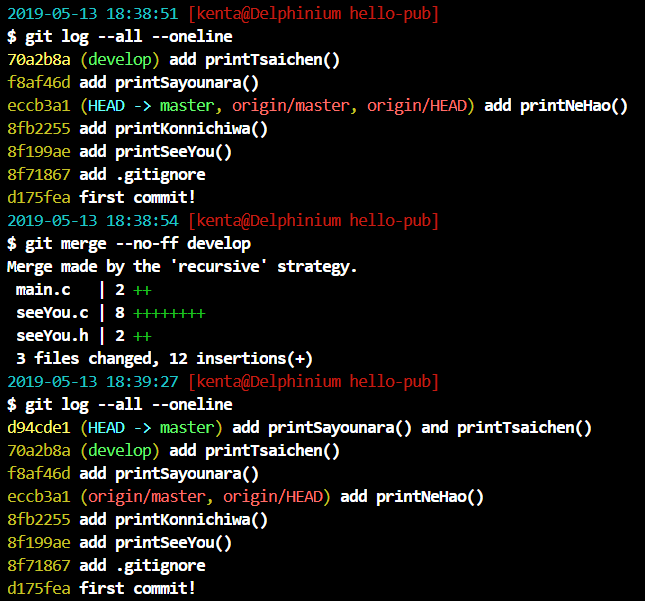 2019-05-13 18:38:51 [kenta@Delphinium hello-pub]
$ git log --all --oneline
70a2b8a (develop) add printTsaichen()
f8af46d add printSayounara()
eccb3a1 (HEAD -> master, origin/master, origin/HEAD) add printNeHao()
8fb2255 add printKonnichiwa()
8f199ae add printSeeYou()
8f71867 add .gitignore
d175fea first commit!
2019-05-13 18:38:54 [kenta@Delphinium hello-pub]
$ git merge --no-ff develop
Merge made by the 'recursive' strategy.
 main.c   | 2 ++
 seeYou.c | 8 ++++++++
 seeYou.h | 2 ++
 3 files changed, 12 insertions(+)
2019-05-13 18:39:27 [kenta@Delphinium hello-pub]
$ git log --all --oneline
d94cde1 (HEAD -> master) add printSayounara() and printTsaichen()
70a2b8a (develop) add printTsaichen()
f8af46d add printSayounara()
eccb3a1 (origin/master, origin/HEAD) add printNeHao()
8fb2255 add printKonnichiwa()
8f199ae add printSeeYou()
8f71867 add .gitignore
d175fea first commit!